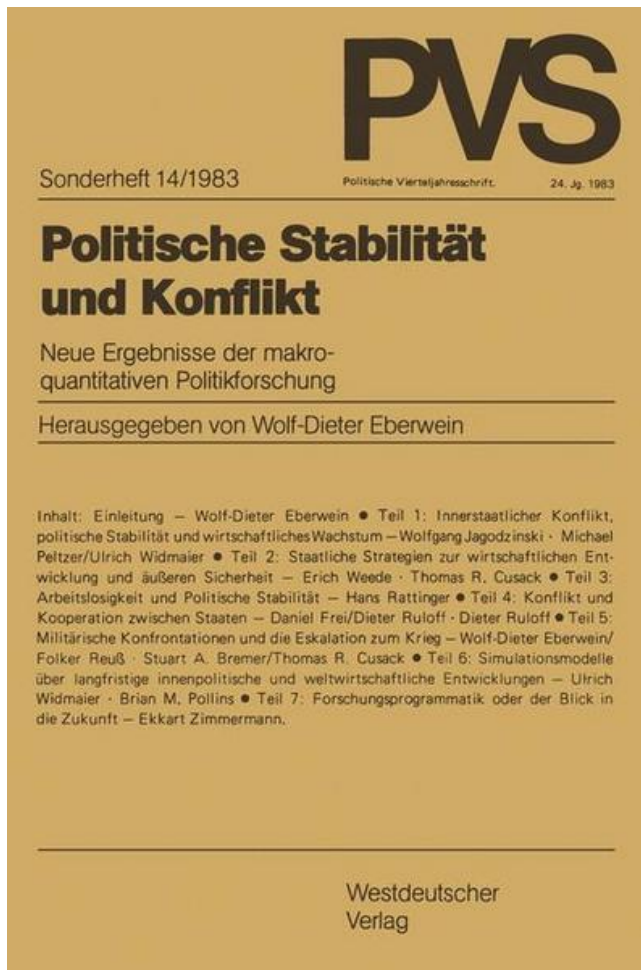 PVS
Sonderheft 14/1983
Politische Vierteljahresschrift. 24. Jg. 1983
Politische Stabilität
und Konflikt
Neue Ergebnisse der makro-
quantitativen Politikforschung
Herausgegeben von Wolf-Dieter Eberwein
Inhalt: Einleitung – Wolf-Dieter Eberwein ● Teil 1: Innerstaatlicher Konflikt,
politische Stabilität und wirtschaftliches Wachstum – Wolfgang Jagodzinski · Michael
Peltzer/Ulrich Widmaier ● Teil 2: Staatliche Strategien zur wirtschaftlichen Ent-
wicklung und äußeren Sicherheit – Erich Weede · Thomas R. Cusack ● Teil 3:
Arbeitslosigkeit und Politische Stabilität – Hans Rattinger ● Teil 4: Konflikt und
Kooperation zwischen Staaten – Daniel Frei/Dieter Ruloff · Dieter Ruloff ● Teil 5:
Militärische Konfrontationen und die Eskalation zum Krieg – Wolf-Dieter Eberwein/
Folker Reuß · Stuart A. Bremer/Thomas R. Cusack ● Teil 6: Simulationsmodelle
über langfristige innenpolitische und weltwirtschaftliche Entwicklungen – Ulrich
Widmaier · Brian M. Pollins ● Teil 7: Forschungsprogrammatik oder der Blick in
die Zukunft – Ekkart Zimmermann.
Westdeutscher
Verlag